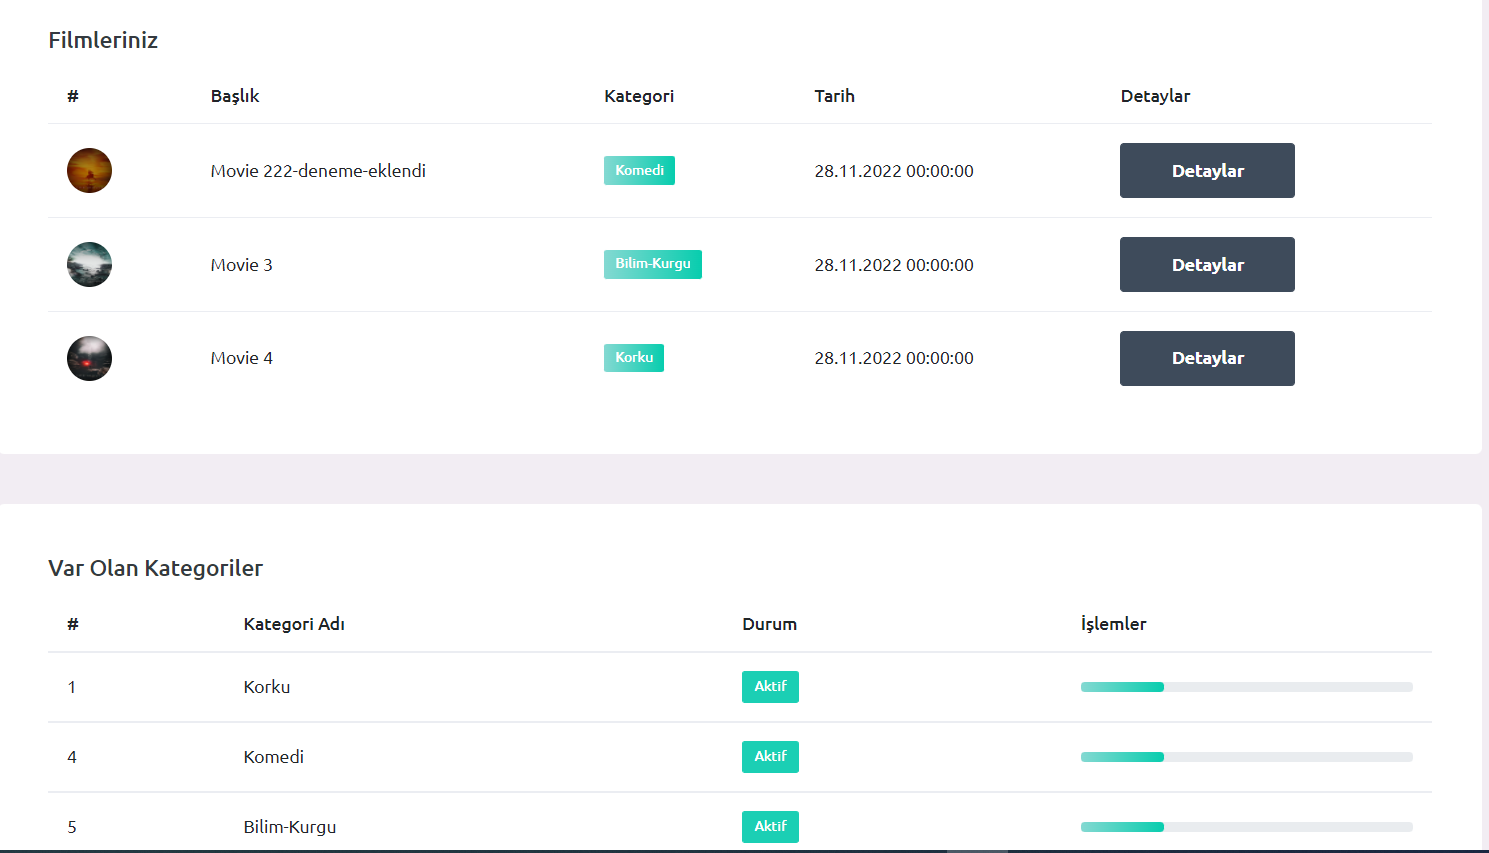 Filmleriniz
# Başlık Kategori Tarih Detaylar
Movie 222-deneme-eklendi Komedi 28.11.2022 00:00:00 Detaylar
Movie 3 Bilim-Kurgu 28.11.2022 00:00:00 Detaylar
Movie 4 Korku 28.11.2022 00:00:00 Detaylar
Var Olan Kategoriler
# Kategori Adı Durum İşlemler
1 Korku Aktif
4 Komedi Aktif
5 Bilim-Kurgu Aktif